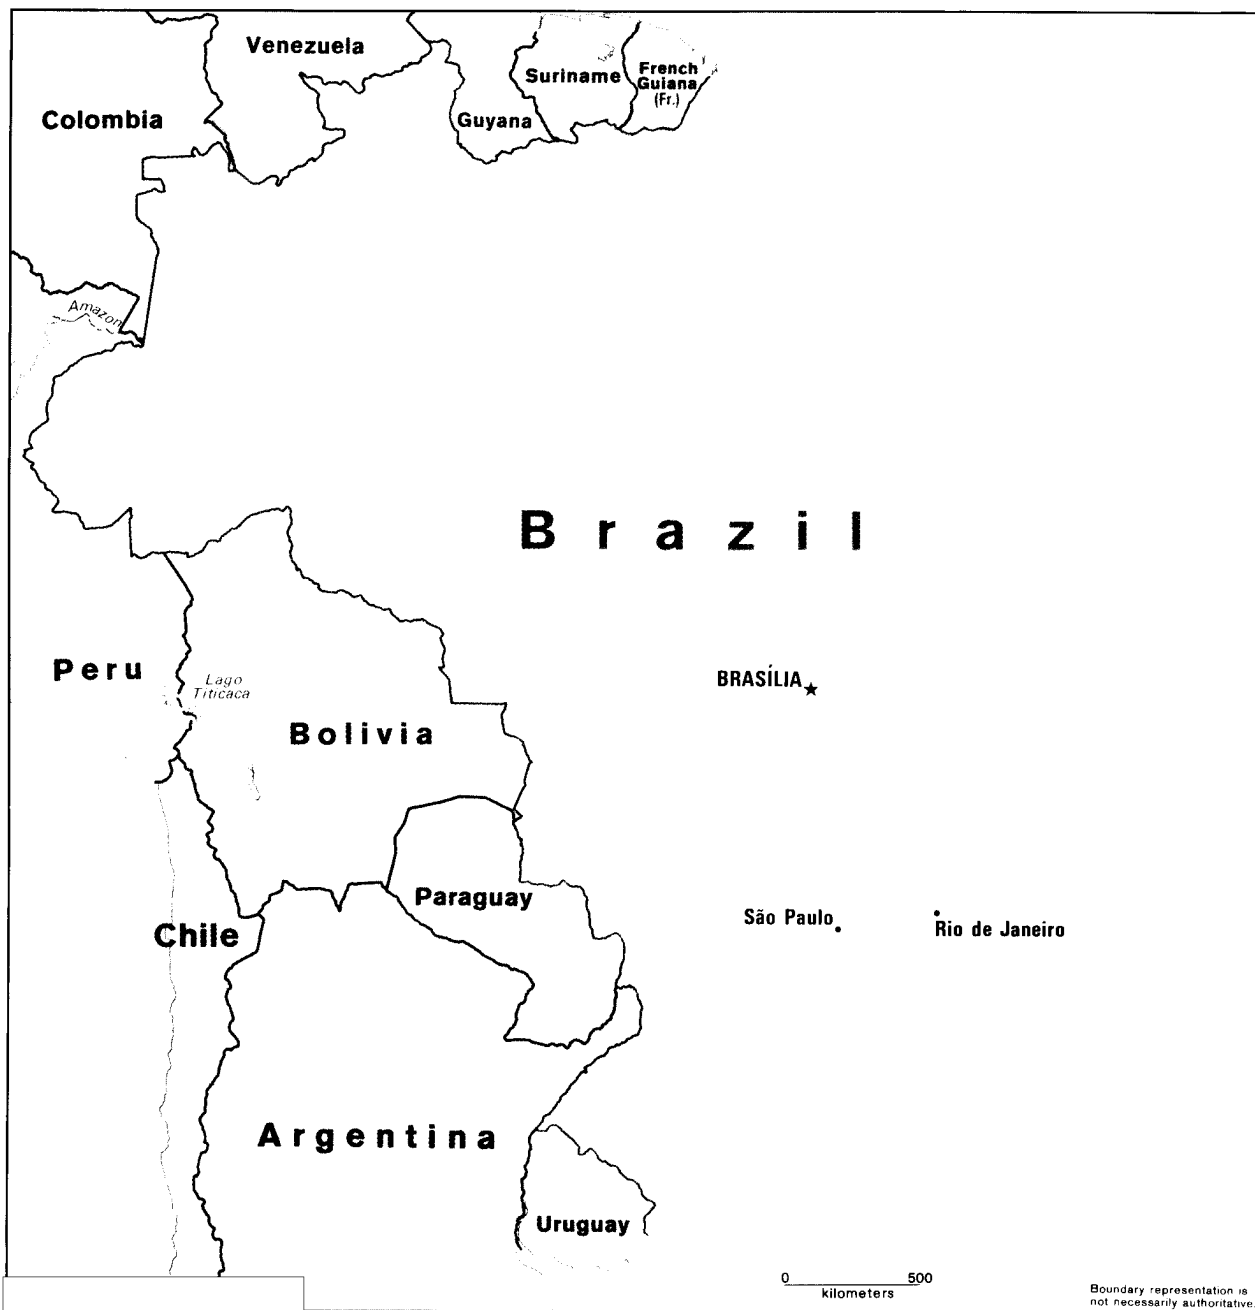 Venezuela
Suriname
French
Guiana
(Fr.)
Colombia
Guyana
Amazon
Brazil
Peru
Lago
Titicaca
BRASÍLIA
Bolivia
Paraguay
São Paulo
Rio de Janeiro
Chile
Argentina
Uruguay
0 500
kilometers
Boundary representation is
not necessarily authoritative.